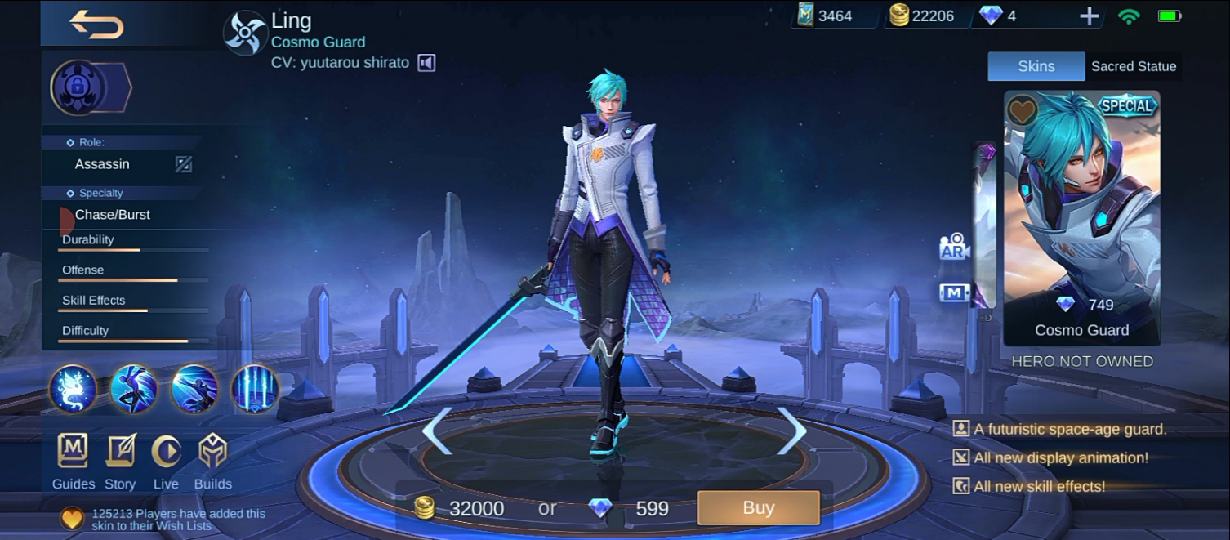 Ling
Cosmo Guard
CV: yuutarou shirato
3464
22206
4
Skins
Sacred Statue
Role:
Assassin
Specialty
Chase/Burst
Durability
Offense
Skill Effects
Difficulty
SPECIAL
AR
M
749
Cosmo Guard
HERO NOT OWNED
A futuristic space-age guard.
All new display animation!
All new skill effects!
M
Guides
Story
Live
Builds
125213 Players have added this
skin to their Wish Lists
32000 or 599
Buy